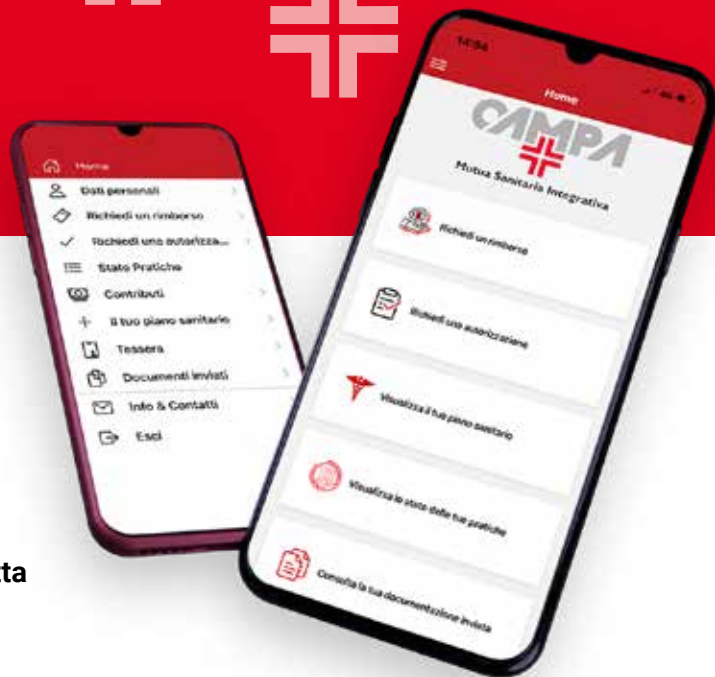 Home
Dati personali
Richiedi un rimborso
Richiedi una autorizza...
Stato Pratiche
Contributi
Il tuo piano sanitario
Tessera
Documenti inviati
Info & Contatti
Esci
14:04
Home
CAMPA
Mutua Sanitaria Integrativa
Richiedi un rimborso
Richiedi una autorizzazione
Visualizza il tuo piano sanitario
Visualizza lo stato delle tue pratiche
Consulta la tua documentazione inviata